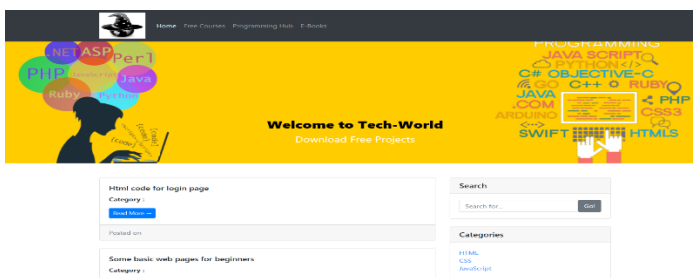 Home Free Courses Programming Hub E-Books
.NET ASP Perl
PHP Java
Ruby Python
{code}
Welcome to Tech-World
Download Free Projects
PROGRAMMING
JAVA SCRIPT
PYTHON </>
C# OBJECTIVE-C
GO C++ RUBY
JAVA
.COM < PHP
ARDUINO CSS3
<···>
SWIFT HTML5
Html code for login page
Category :
Read More →
Posted on
Some basic web pages for beginners
Category :
Search
Search for...
Go!
Categories
HTML
CSS
JavaScript